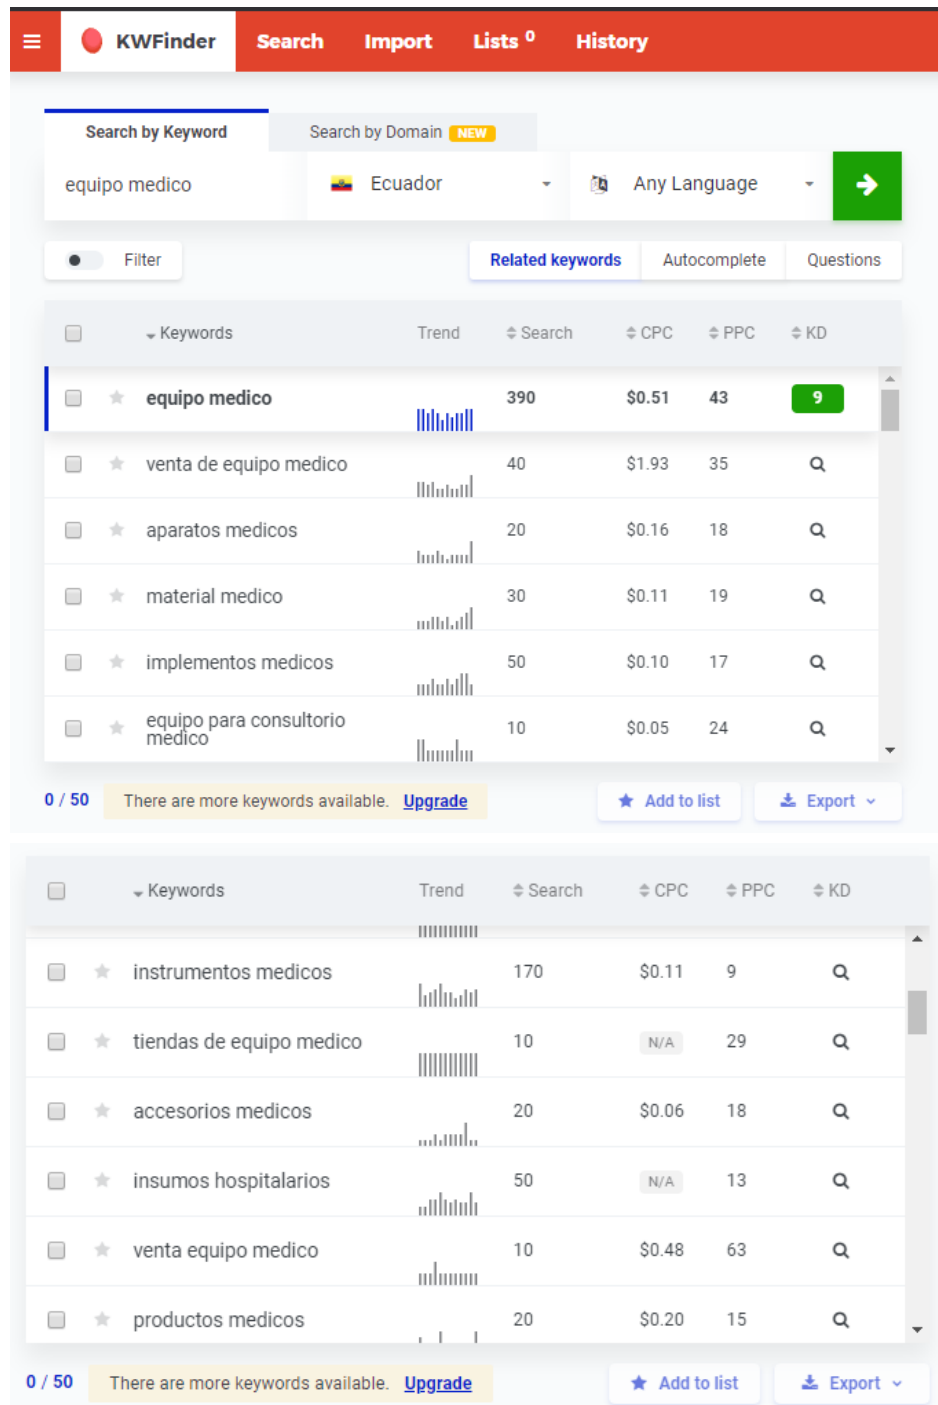 KWFinder Search Import Lists 0 History
Search by Keyword Search by Domain NEW
equipo medico Ecuador Any Language
Filter Related keywords Autocomplete Questions
Keywords Trend Search CPC PPC KD
equipo medico 390 $0.51 43 9
venta de equipo medico 40 $1.93 35
aparatos medicos 20 $0.16 18
material medico 30 $0.11 19
implementos medicos 50 $0.10 17
equipo para consultorio
medico 10 $0.05 24
0 / 50 There are more keywords available. Upgrade Add to list Export
Keywords Trend Search CPC PPC KD
instrumentos medicos 170 $0.11 9
tiendas de equipo medico 10 N/A 29
accesorios medicos 20 $0.06 18
insumos hospitalarios 50 N/A 13
venta equipo medico 10 $0.48 63
productos medicos 20 $0.20 15
0 / 50 There are more keywords available. Upgrade Add to list Export